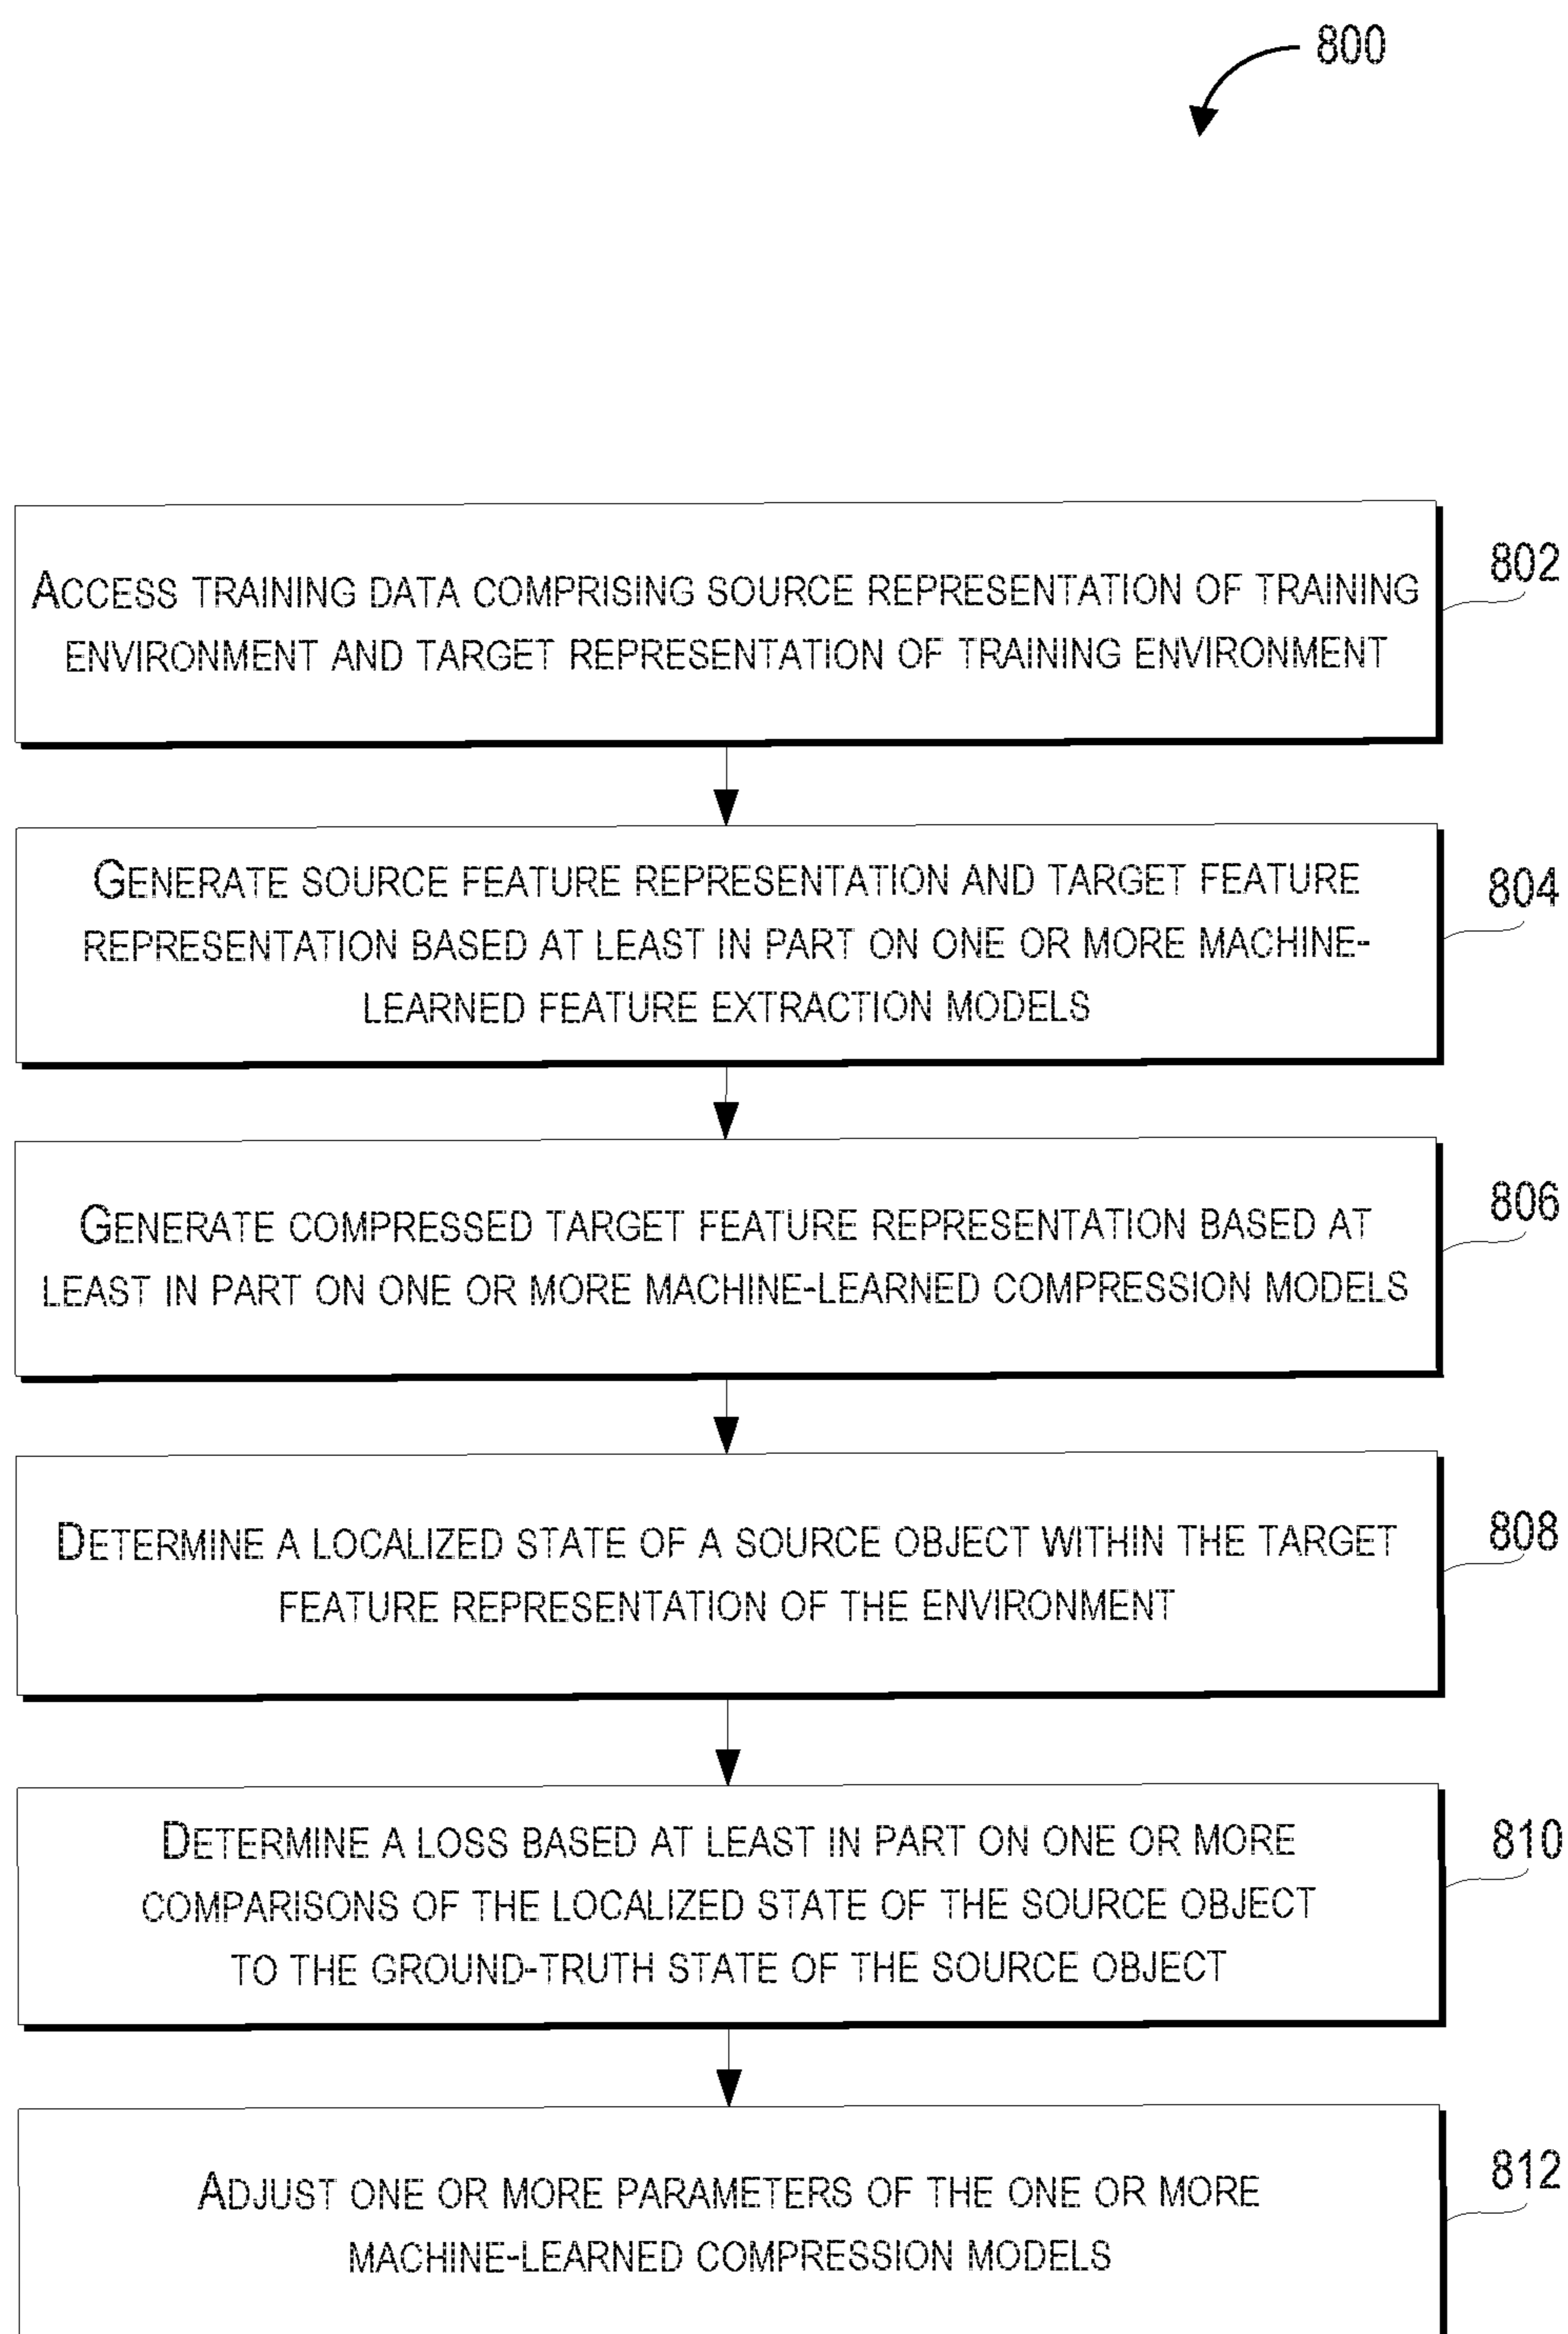 800
ACCESS TRAINING DATA COMPRISING SOURCE REPRESENTATION OF TRAINING
ENVIRONMENT AND TARGET REPRESENTATION OF TRAINING ENVIRONMENT
802
GENERATE SOURCE FEATURE REPRESENTATION AND TARGET FEATURE
REPRESENTATION BASED AT LEAST IN PART ON ONE OR MORE MACHINE-
LEARNED FEATURE EXTRACTION MODELS
804
GENERATE COMPRESSED TARGET FEATURE REPRESENTATION BASED AT
LEAST IN PART ON ONE OR MORE MACHINE-LEARNED COMPRESSION MODELS
806
DETERMINE A LOCALIZED STATE OF A SOURCE OBJECT WITHIN THE TARGET
FEATURE REPRESENTATION OF THE ENVIRONMENT
808
DETERMINE A LOSS BASED AT LEAST IN PART ON ONE OR MORE
COMPARISONS OF THE LOCALIZED STATE OF THE SOURCE OBJECT
TO THE GROUND-TRUTH STATE OF THE SOURCE OBJECT
810
ADJUST ONE OR MORE PARAMETERS OF THE ONE OR MORE
MACHINE-LEARNED COMPRESSION MODELS
812